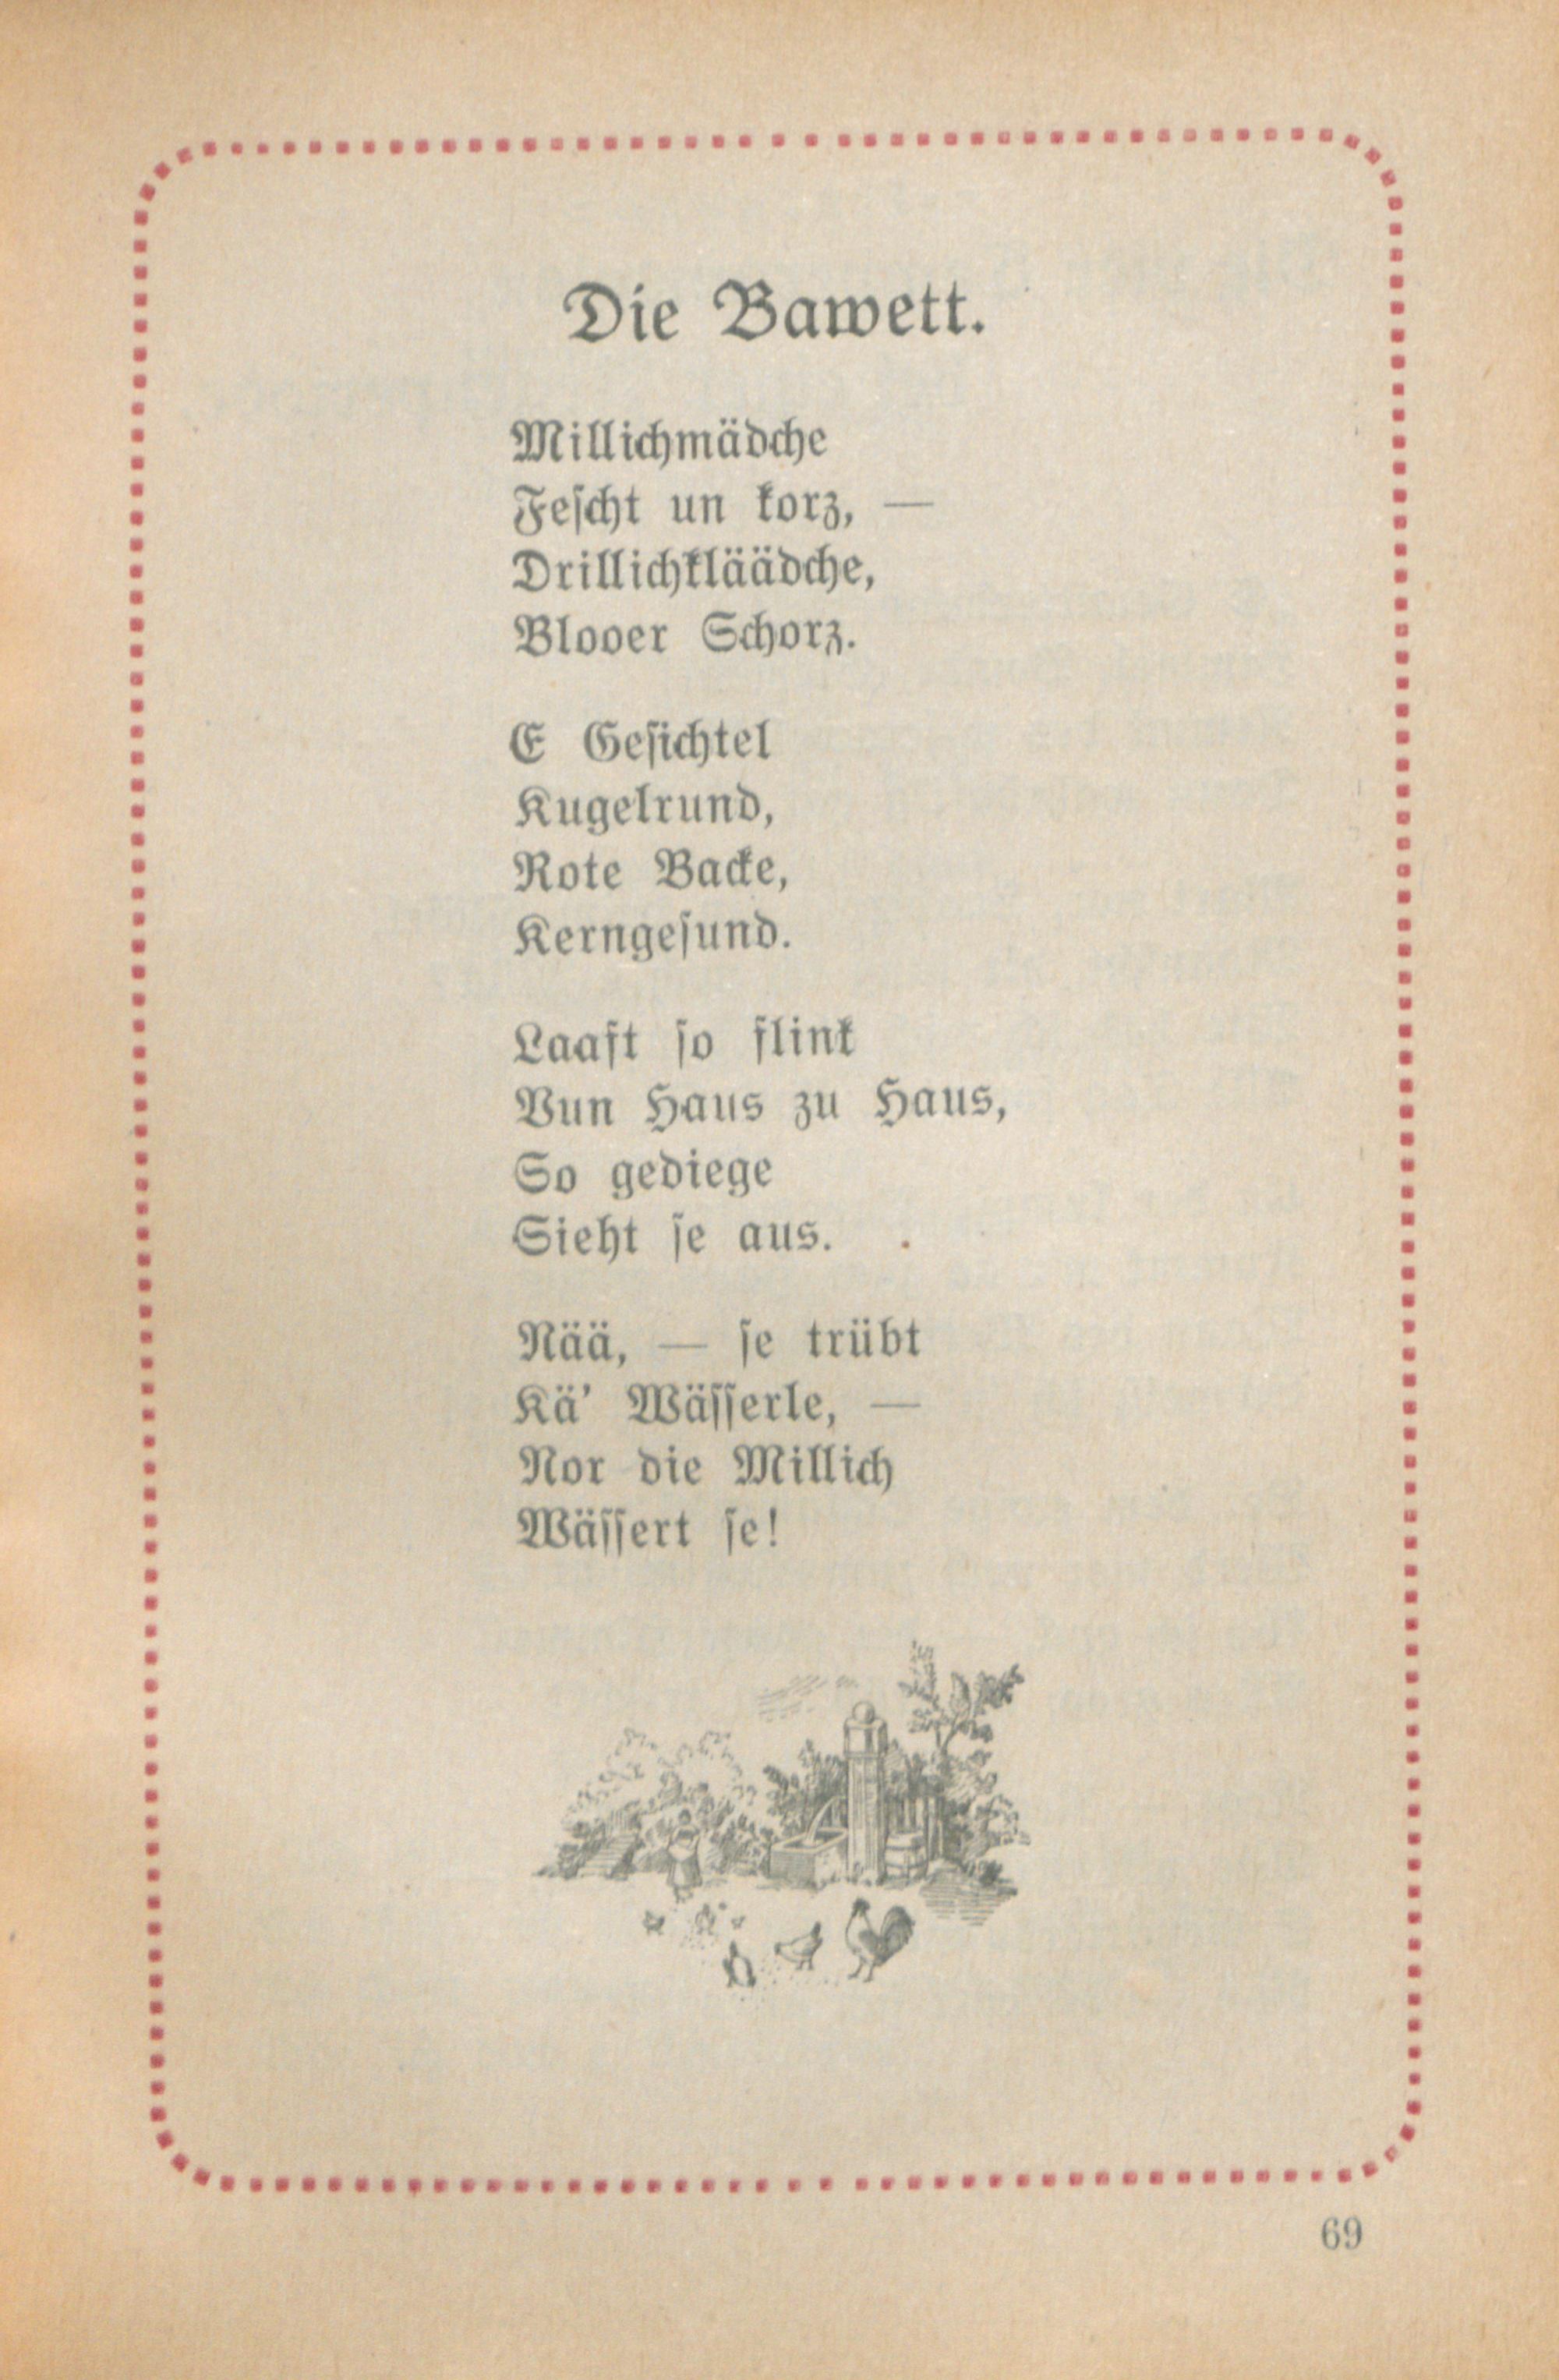 Die Bawett.
Millichmädche
Fescht un korz, —
Drillichkläädche,
Blooer Schorz.
E Gesichtel
Kugelrund,
Rote Backe,
Kerngesund.
Laaft so flink
Vun Haus zu Haus,
So gediege
Sieht se aus.
Nää, — se trübt
Kä' Wässerle, —
Nor die Millich
Wässert se!
69